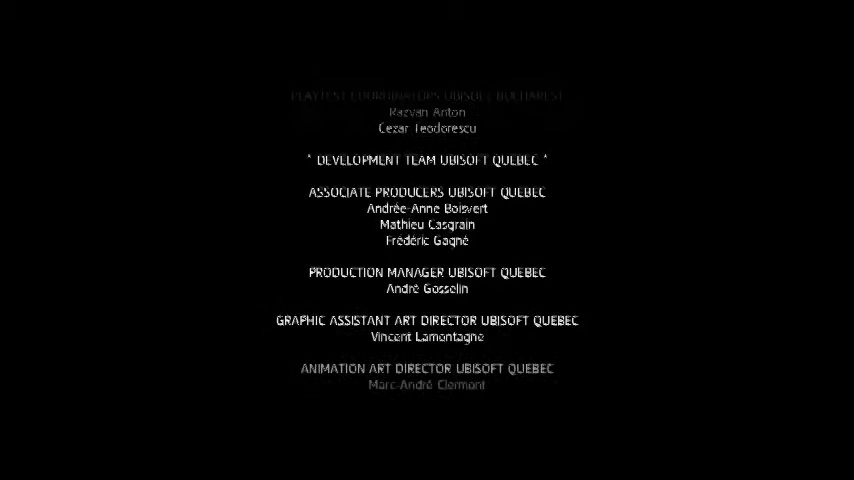 PLAYTEST COORDINATORS UBISOFT BUCHAREST
Razvan Anton
Cezar Teodorescu
* DEVELOPMENT TEAM UBISOFT QUEBEC *
ASSOCIATE PRODUCERS UBISOFT QUEBEC
Andrée-Anne Boisvert
Mathieu Casgrain
Frédéric Gagné
PRODUCTION MANAGER UBISOFT QUEBEC
André Gosselin
GRAPHIC ASSISTANT ART DIRECTOR UBISOFT QUEBEC
Vincent Lamontagne
ANIMATION ART DIRECTOR UBISOFT QUEBEC
Marc-André Clermont